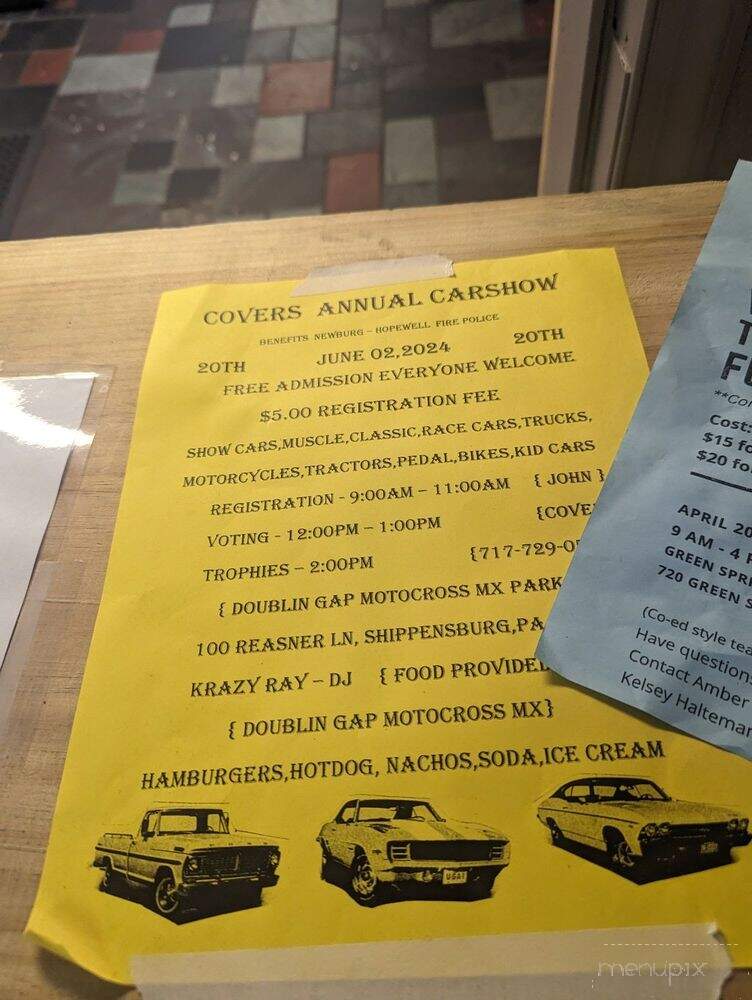 COVERS ANNUAL CARSHOW
BENEFITS NEWBURG – HOPEWELL FIRE POLICE
20TH JUNE 02,2024 20TH
FREE ADMISSION EVERYONE WELCOME
$5.00 REGISTRATION FEE
SHOW CARS,MUSCLE,CLASSIC,RACE CARS,TRUCKS,
MOTORCYCLES,TRACTORS,PEDAL,BIKES,KID CARS
REGISTRATION - 9:00AM – 11:00AM { JOHN }
VOTING - 12:00PM – 1:00PM {COVE
TROPHIES – 2:00PM {717-729-0
{ DOUBLIN GAP MOTOCROSS MX PARK
100 REASNER LN, SHIPPENSBURG,PA
KRAZY RAY – DJ { FOOD PROVIDED
{ DOUBLIN GAP MOTOCROSS MX}
HAMBURGERS,HOTDOG, NACHOS,SODA,ICE CREAM
USA1
T
FU
**Co
Cost:
$15 fo
$20 fo
APRIL 20
9 AM - 4 P
GREEN SPR
720 GREEN S
(Co-ed style tea
Have questions
Contact Amber
Kelsey Halteman
menupix